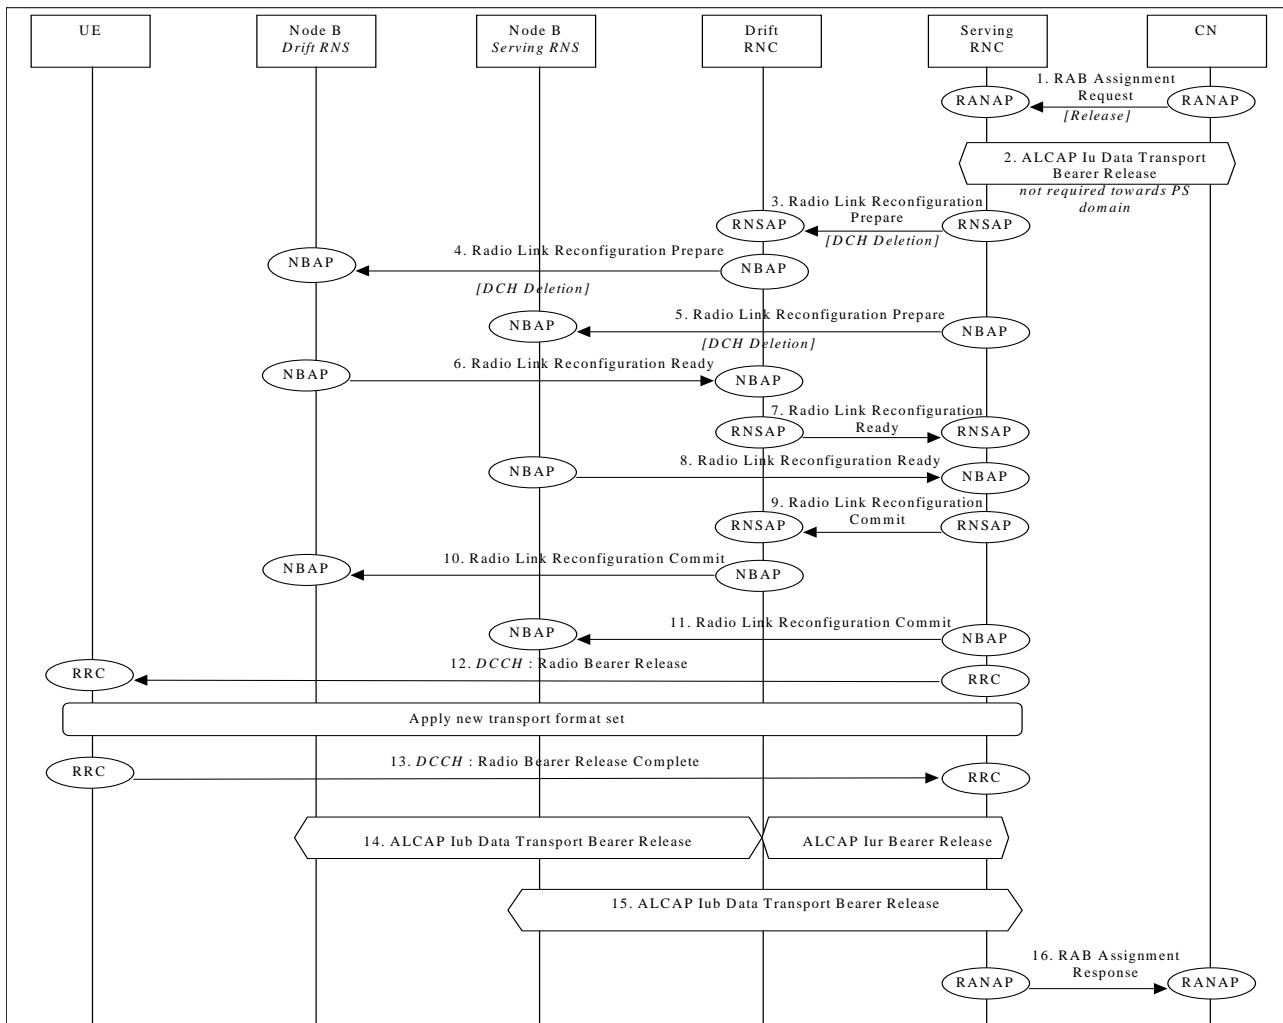 UE
Node B
Drift RNS
Node B
Serving RNS
Drift
RNC
Serving
RNC
CN
1. RAB Assignment
Request
RANAP
RANAP
[Release]
2. ALCAP Iu Data Transport
Bearer Release
not required towards PS
domain
3. Radio Link Reconfiguration
Prepare
RNSAP
RNSAP
[DCH Deletion]
4. Radio Link Reconfiguration Prepare
NBAP
NBAP
[DCH Deletion]
5. Radio Link Reconfiguration Prepare
NBAP
NBAP
[DCH Deletion]
6. Radio Link Reconfiguration Ready
NBAP
NBAP
7. Radio Link Reconfiguration
Ready
RNSAP
RNSAP
8. Radio Link Reconfiguration Ready
NBAP
NBAP
9. Radio Link Reconfiguration
Commit
RNSAP
RNSAP
10. Radio Link Reconfiguration Commit
NBAP
NBAP
11. Radio Link Reconfiguration Commit
NBAP
NBAP
12. DCCH : Radio Bearer Release
RRC
RRC
Apply new transport format set
13. DCCH : Radio Bearer Release Complete
RRC
RRC
14. ALCAP Iub Data Transport Bearer Release
ALCAP Iur Bearer Release
15. ALCAP Iub Data Transport Bearer Release
16. RAB Assignment
Response
RANAP
RANAP